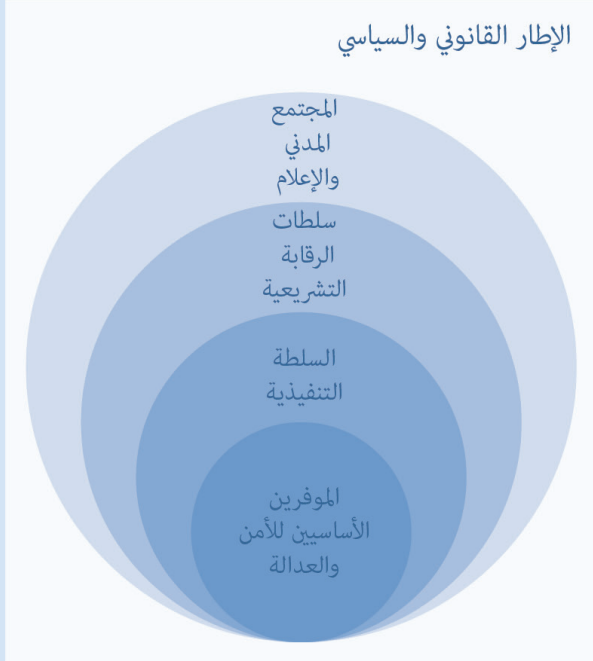 الإطار القانوني والسياسي
المجتمع
المدني
والإعلام
سلطات
الرقابة
التشريعية
السلطة
التنفيذية
الموفرين
الأساسيين للأمن
والعدالة